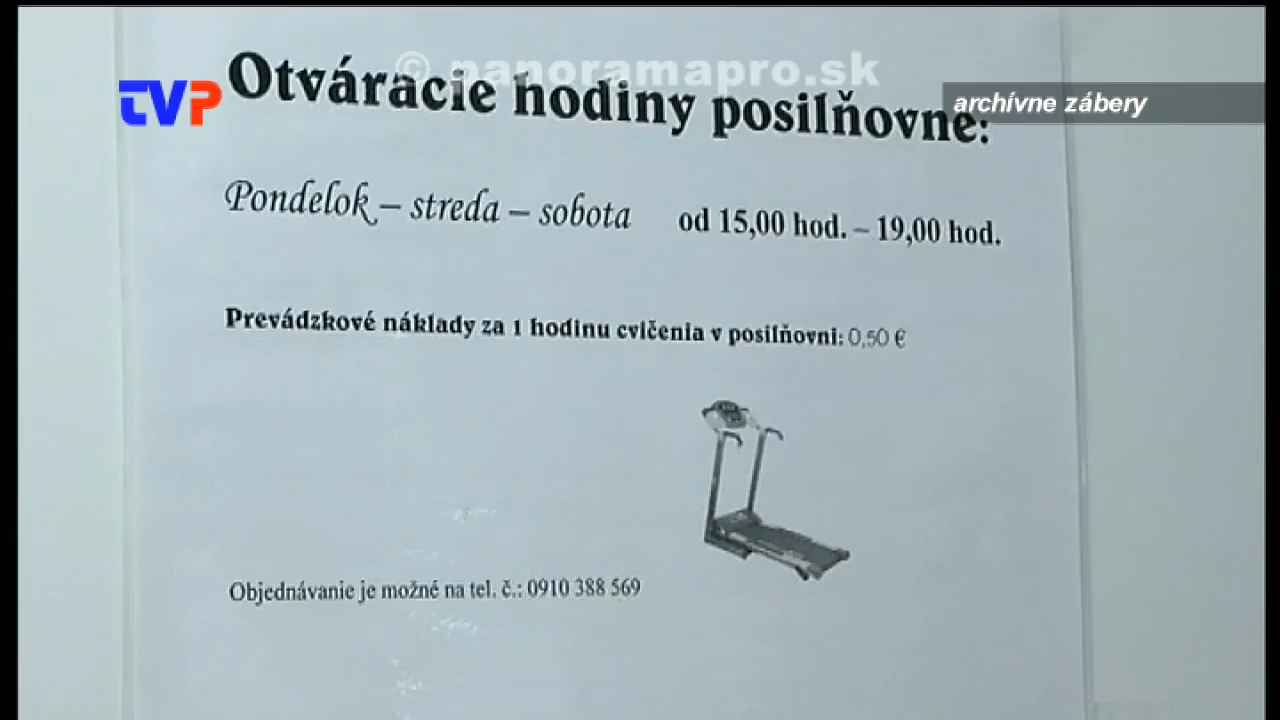 © panoramapro.sk
TVP
archívne zábery
Otváracie hodiny posilňovne:
Pondelok – streda – sobota od 15,00 hod. – 19,00 hod.
Prevádzkové náklady za 1 hodinu cvičenia v posilňovni: 0,50 €
Objednávanie je možné na tel. č.: 0910 388 569